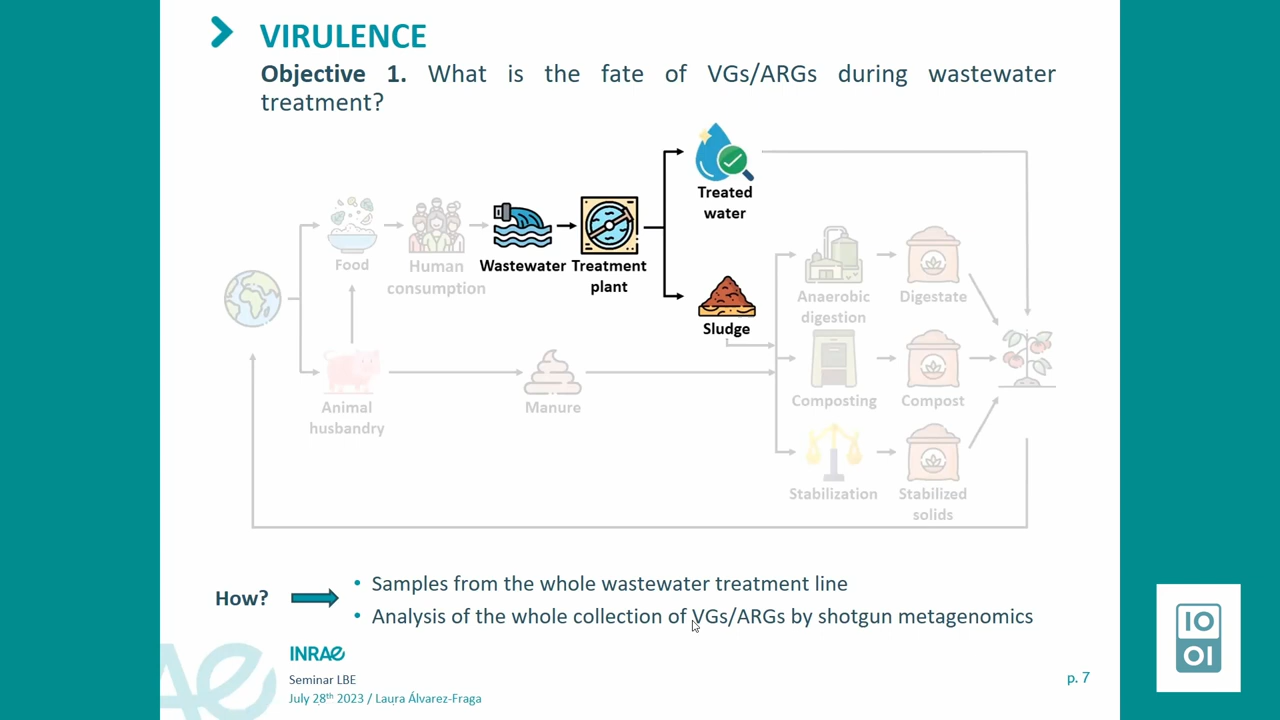 VIRULENCE
Objective 1. What is the fate of VGs/ARGs during wastewater
treatment?
Treated
water
Food
Human
consumption
Wastewater
Treatment
plant
Sludge
Anaerobic
digestion
Digestate
Animal
husbandry
Manure
Composting
Compost
Stabilization
Stabilized
solids
How?
• Samples from the whole wastewater treatment line
• Analysis of the whole collection of VGs/ARGs by shotgun metagenomics
INRAE
Seminar LBE
July 28th 2023 / Laura Álvarez-Fraga
p. 7
IO
OI